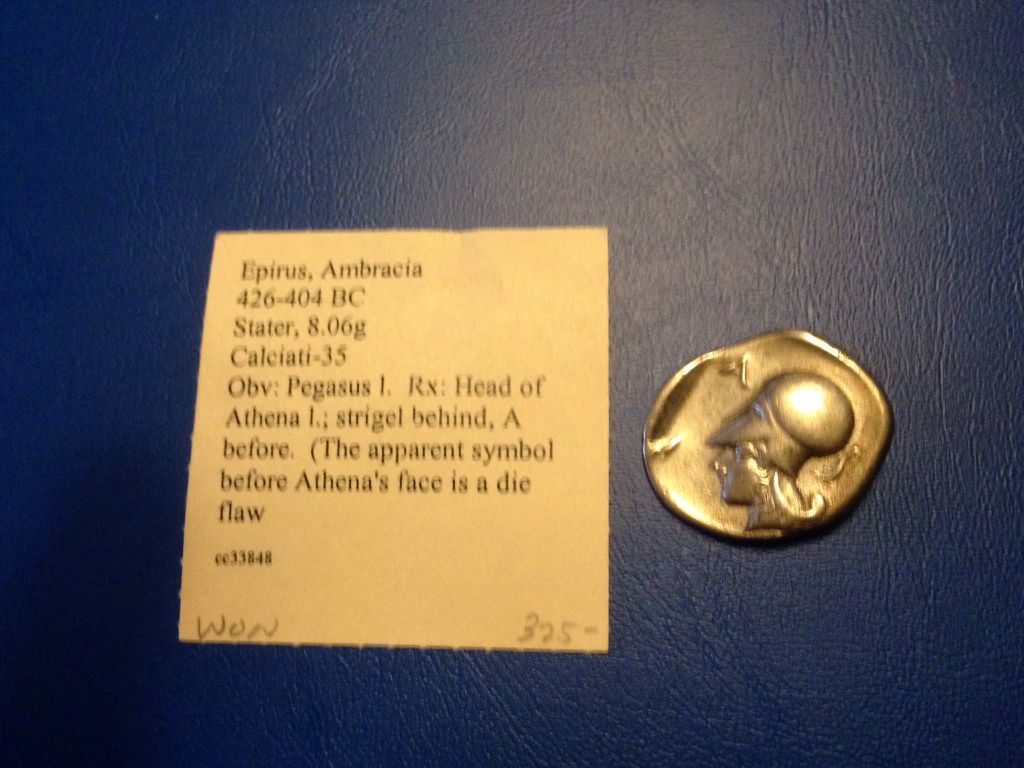 Epirus, Ambracia
426-404 BC
Stater, 8.06g
Calciati-35
Obv: Pegasus l. Rx: Head of
Athena l.; strigel behind, A
before. (The apparent symbol
before Athena's face is a die
flaw
cc33848
WON 325-